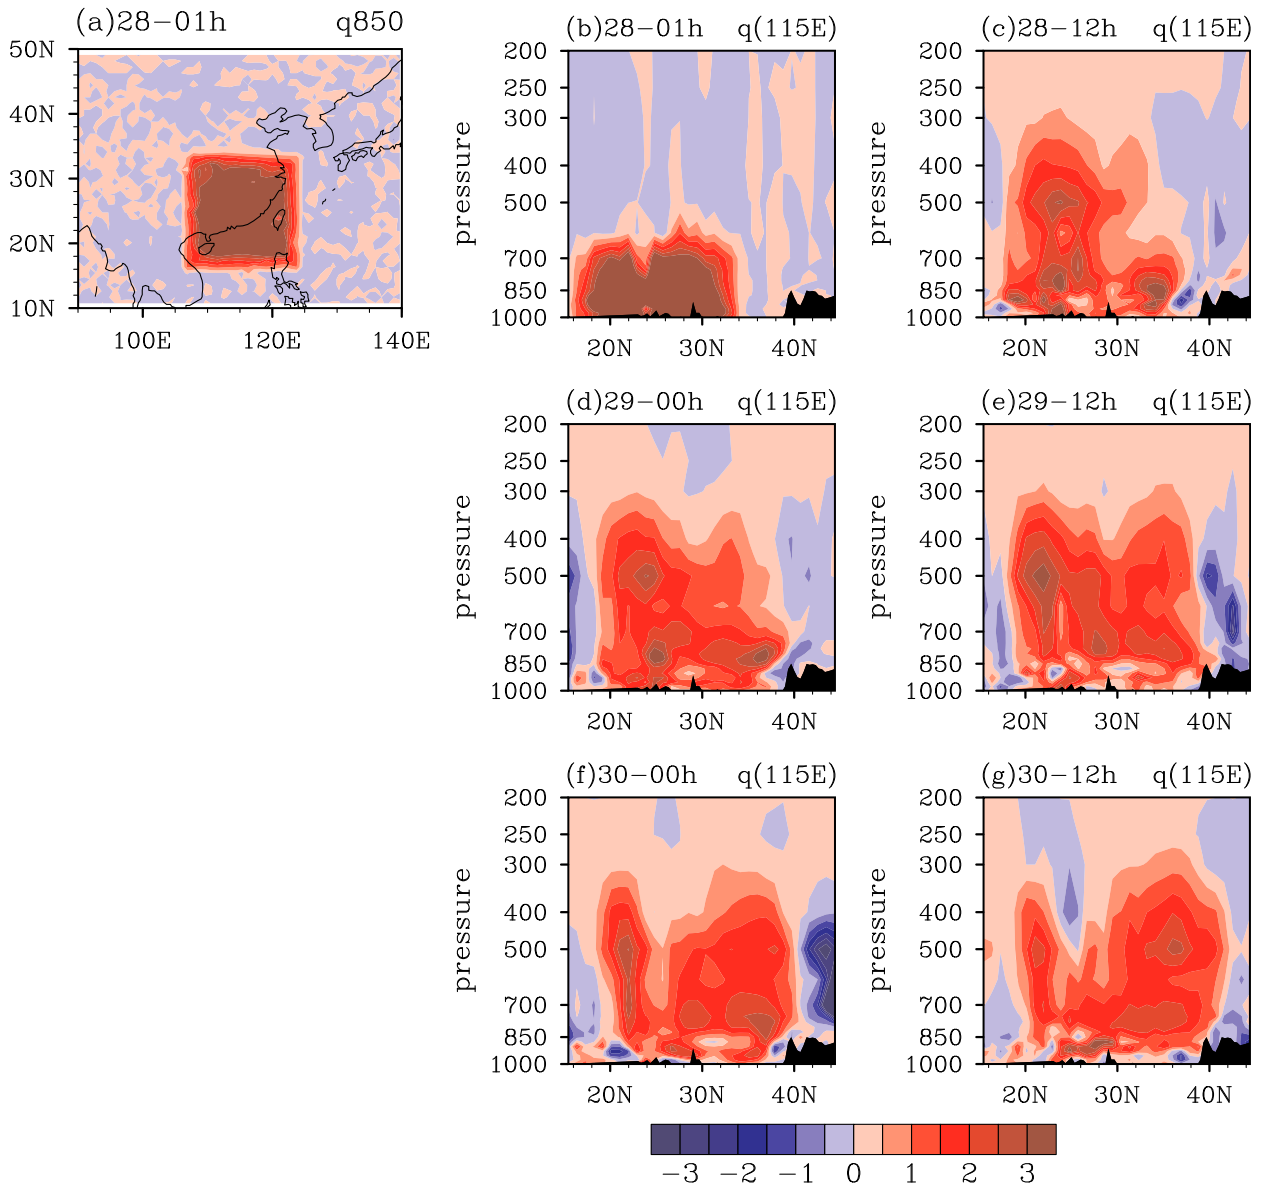 (a)28−01h q850
50N
40N
30N
20N
10N
100E 120E 140E
(b)28−01h q(115E)
pressure
200
250
300
400
500
700
850
1000
20N 30N 40N
(c)28−12h q(115E)
pressure
200
250
300
400
500
700
850
1000
20N 30N 40N
(d)29−00h q(115E)
pressure
200
250
300
400
500
700
850
1000
20N 30N 40N
(e)29−12h q(115E)
pressure
200
250
300
400
500
700
850
1000
20N 30N 40N
(f)30−00h q(115E)
pressure
200
250
300
400
500
700
850
1000
20N 30N 40N
(g)30−12h q(115E)
pressure
200
250
300
400
500
700
850
1000
20N 30N 40N
−3 −2 −1 0 1 2 3